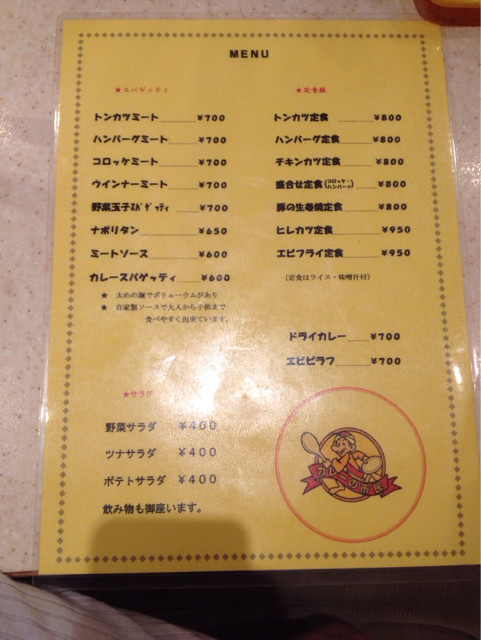 MENU
★スパゲッティ
トンカツミート ¥700
ハンバーグミート ¥700
コロッケミート ¥700
ウインナーミート ¥700
野菜玉子ｽﾊﾟｹﾞｯﾃｨ ¥700
ナポリタン ¥650
ミートソース ¥600
カレースパゲッティ ¥600
★ 太めの麺でボリュームがあり
★ 自家製ソースで大人から子供まで
食べやすく出来ています。
★サラダ
野菜サラダ ¥400
ツナサラダ ¥400
ポテトサラダ ¥400
飲み物も御座います。
★定食類
トンカツ定食 ¥800
ハンバーグ定食 ¥800
チキンカツ定食 ¥800
盛合せ定食(コロッケ・ハンバーグ) ¥800
豚の生姜焼定食 ¥800
ヒレカツ定食 ¥950
エビフライ定食 ¥950
(定食はライス・味噌汁付)
ドライカレー ¥700
エビピラフ ¥700